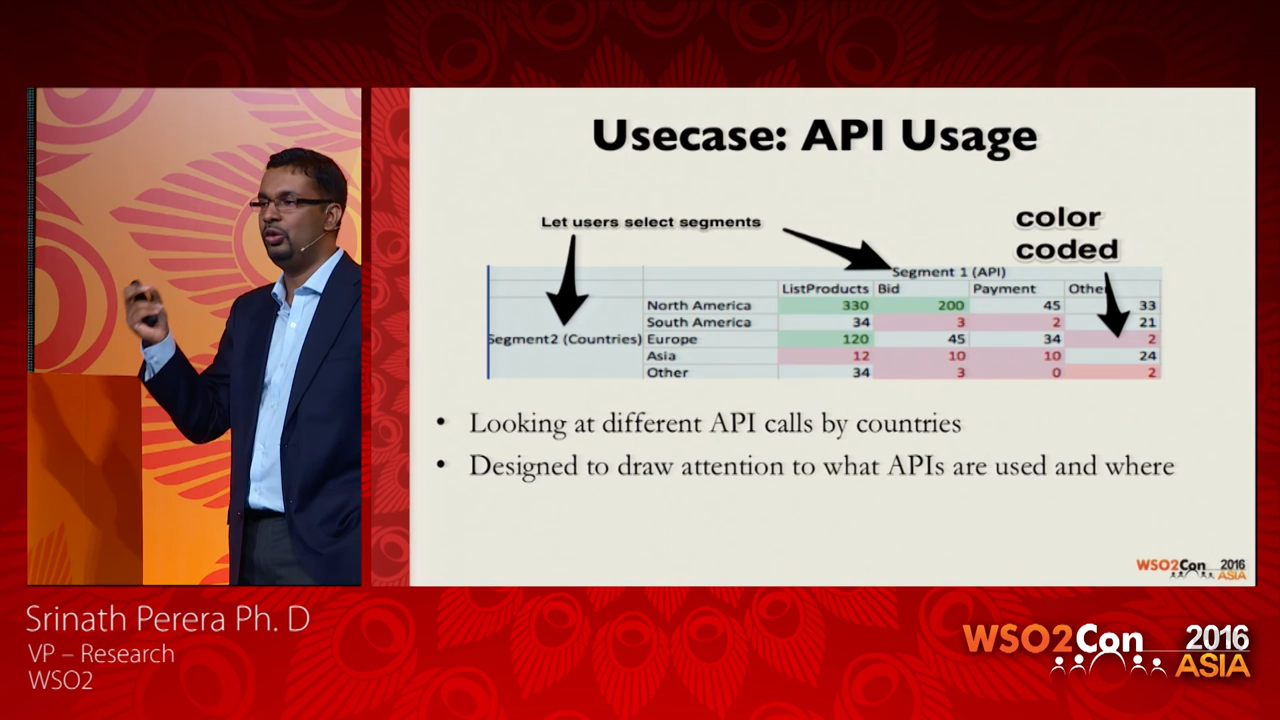 Usecase: API Usage
Let users select segments
color
coded
Segment 1 (API)
ListProducts Bid Payment Othe
North America 330 200 45 33
South America 34 3 2 21
Segment2 (Countries) Europe 120 45 34 2
Asia 12 10 10 24
Other 34 3 0 2
• Looking at different API calls by countries
• Designed to draw attention to what APIs are used and where
WSO2Con 2016
ASIA
Srinath Perera Ph. D
VP – Research
WSO2
WSO2Con 2016
ASIA